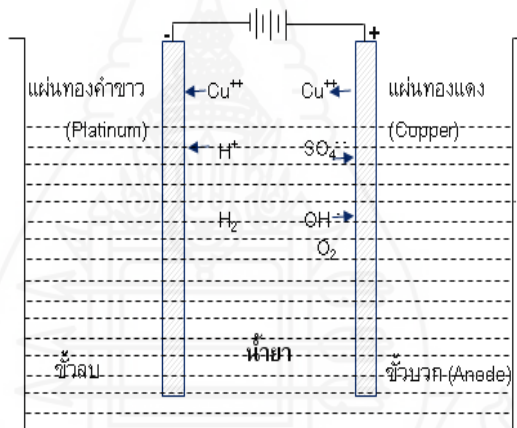 - +
แผ่นทองคำขาว Cu⁺⁺ Cu⁺⁺ แผ่นทองแดง
(Platinum) (Copper)
H⁺ SO₄⁻⁻
H₂ OH⁻
O₂
น้ำยา
ขั้วลบ ขั้วบวก (Anode)